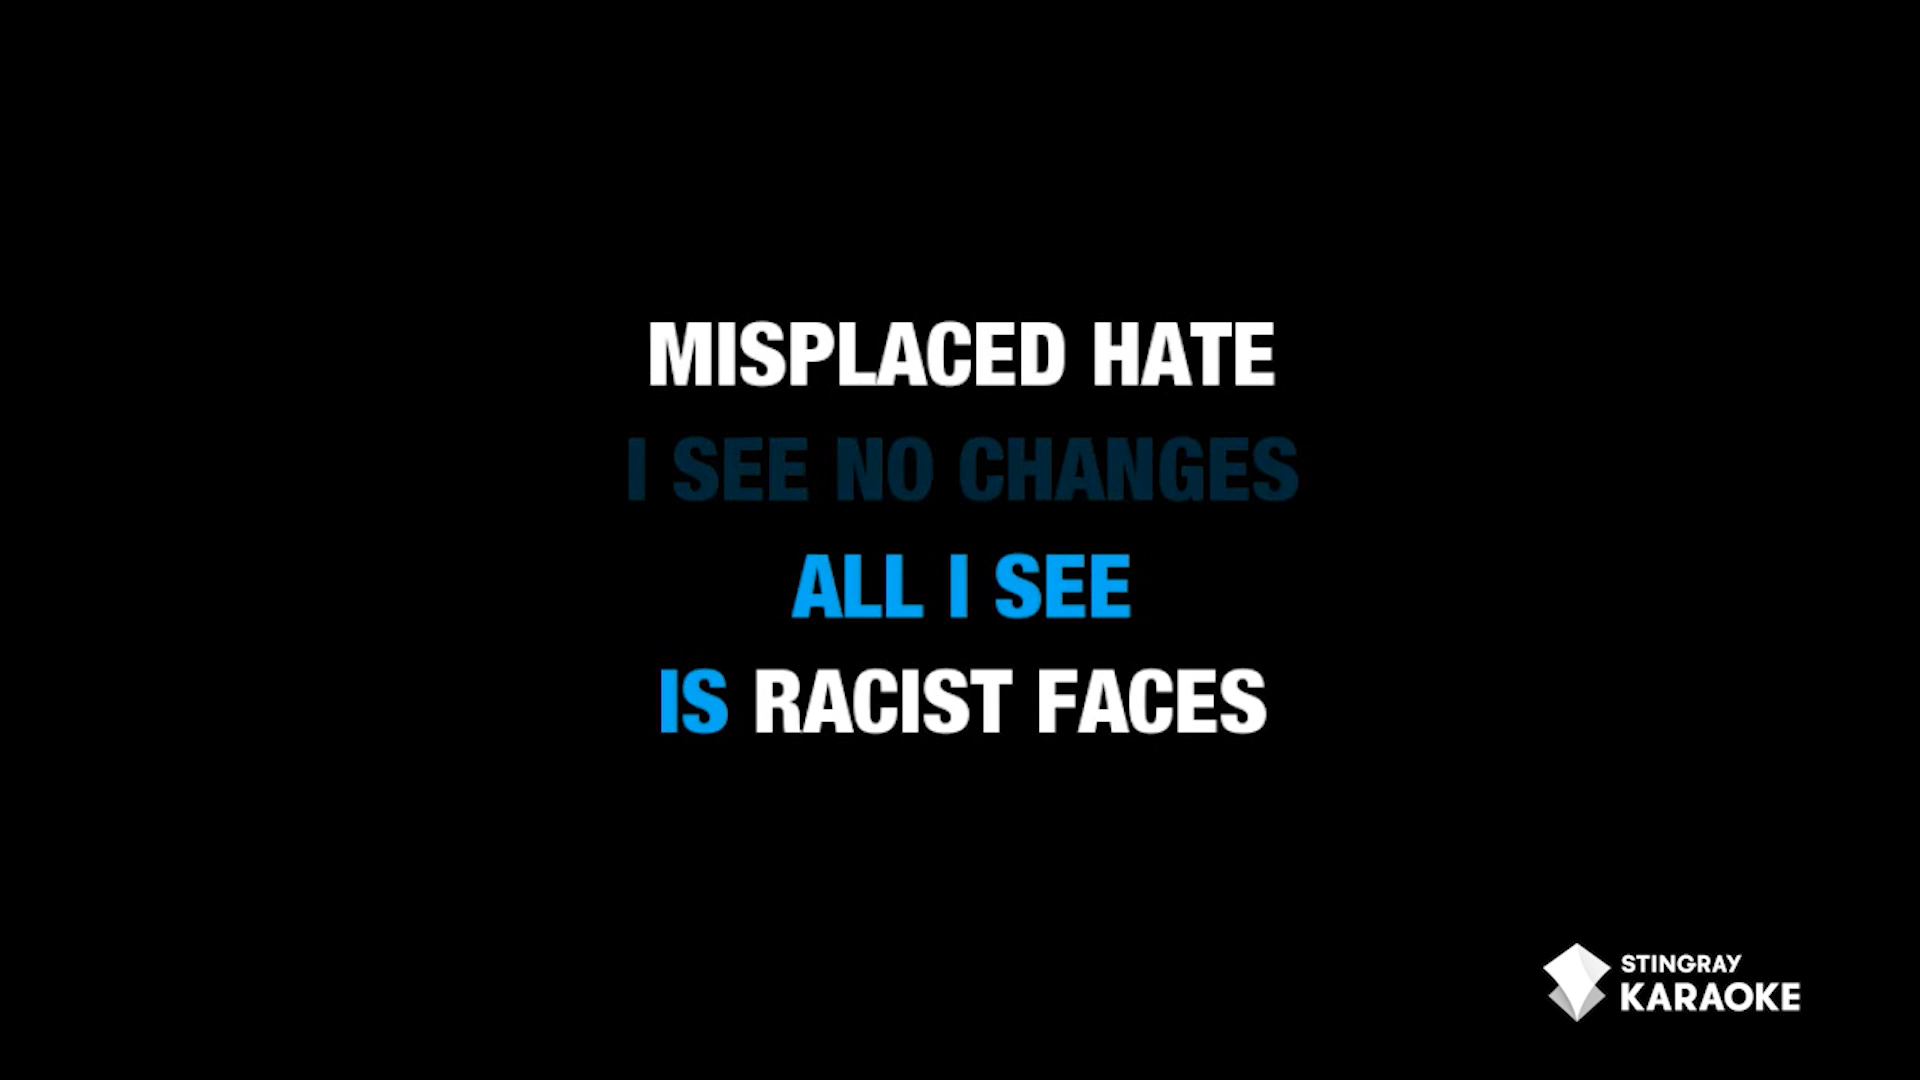 MISPLACED HATE
I SEE NO CHANGES
ALL I SEE
IS RACIST FACES
STINGRAY
KARAOKE